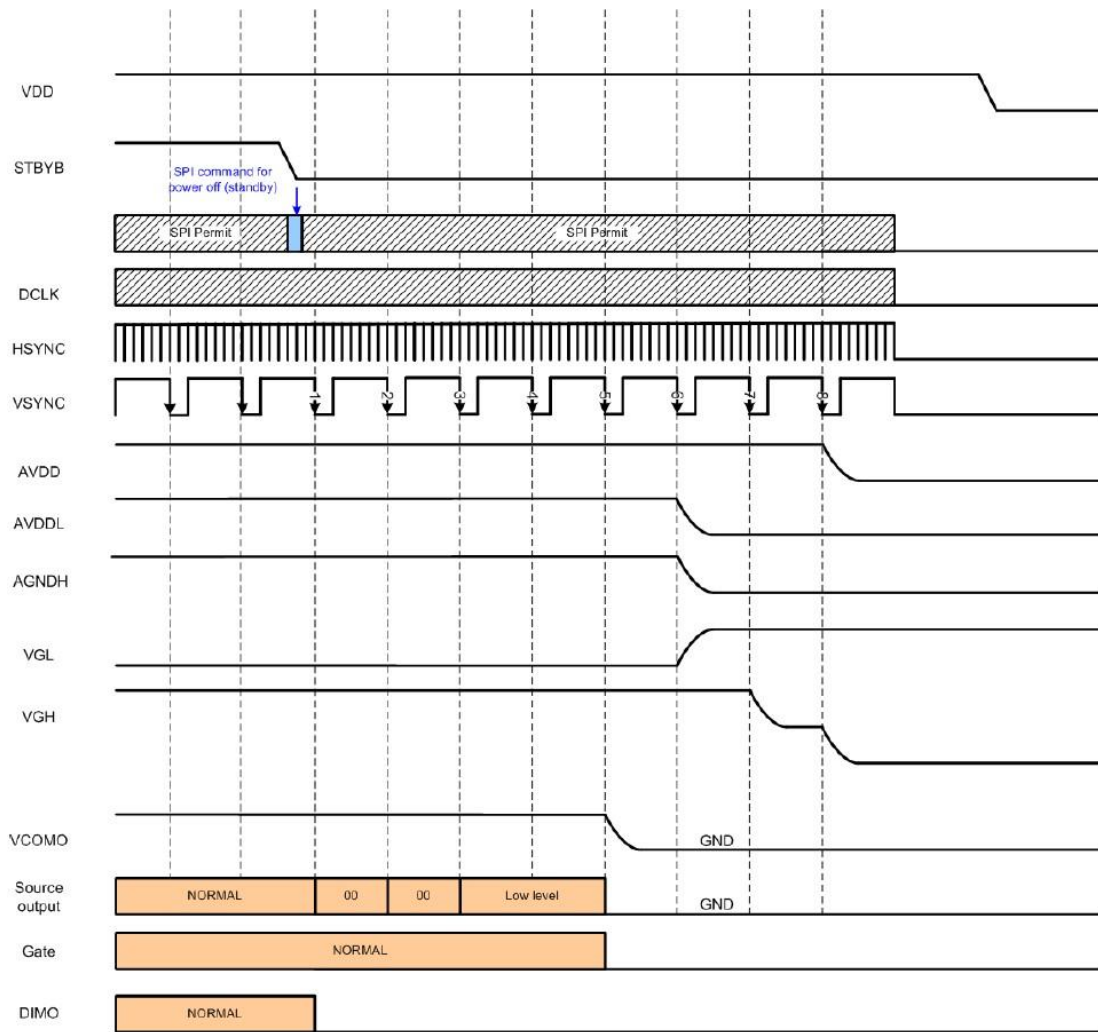 VDD
STBYB
SPI command for
power off (standby)
SPI Permit
SPI Permit
DCLK
HSYNC
VSYNC
1
2
3
4
5
6
7
8
AVDD
AVDDL
AGNDH
VGL
VGH
VCOMO
GND
Source
output
NORMAL
00
00
Low level
GND
Gate
NORMAL
DIMO
NORMAL